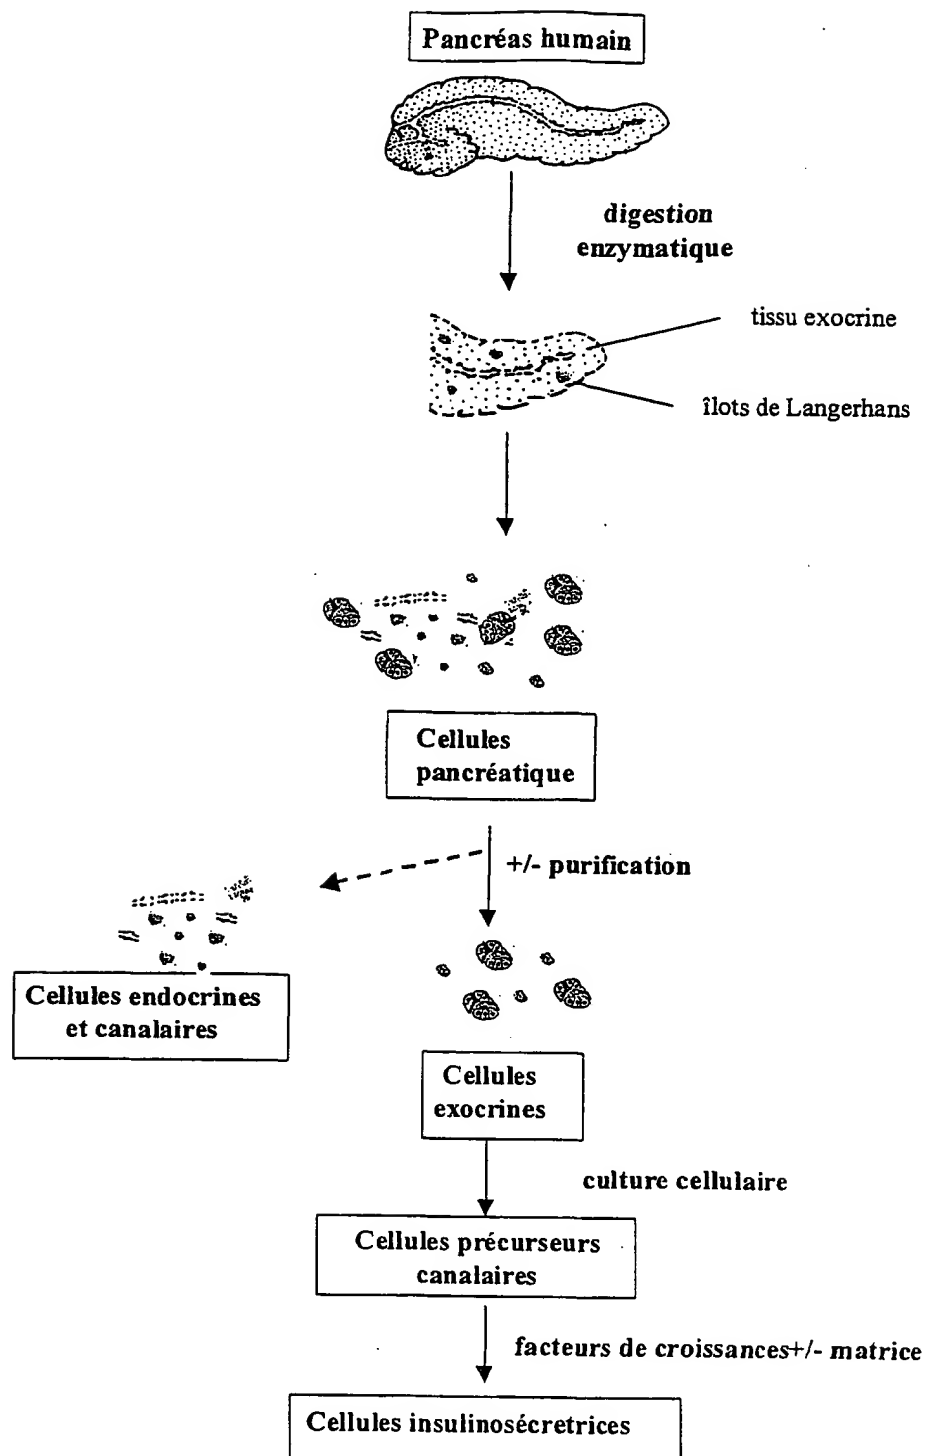 Pancréas humain
digestion
enzymatique
tissu exocrine
îlots de Langerhans
Cellules
pancréatique
+/- purification
Cellules endocrines
et canalaires
Cellules
exocrines
culture cellulaire
Cellules précurseurs
canalaires
facteurs de croissances+/- matrice
Cellules insulinosécretrices